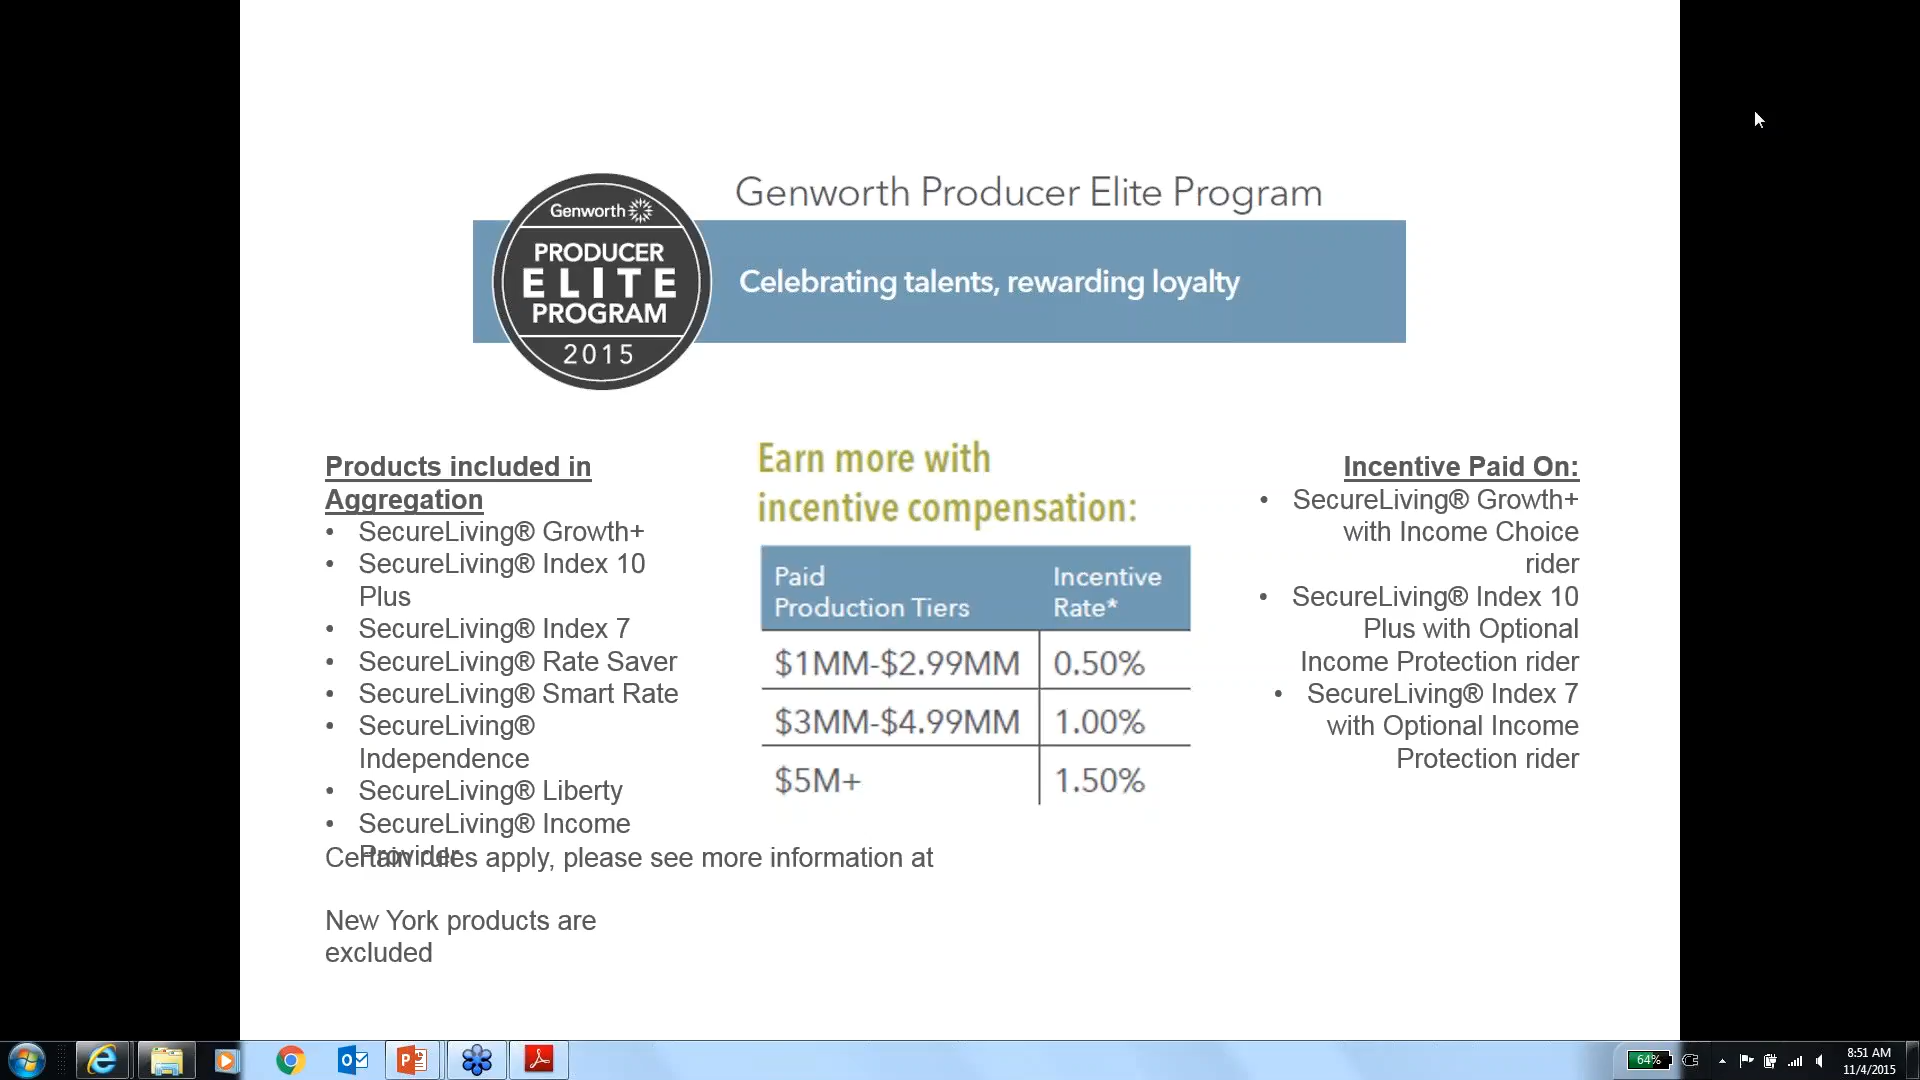 Genworth Producer Elite Program
Genworth
PRODUCER
ELITE
PROGRAM
2015
Celebrating talents, rewarding loyalty
Products included in
Aggregation
• SecureLiving® Growth+
• SecureLiving® Index 10
Plus
• SecureLiving® Index 7
• SecureLiving® Rate Saver
• SecureLiving® Smart Rate
• SecureLiving®
Independence
• SecureLiving® Liberty
• SecureLiving® Income
Provider
Certain rules apply, please see more information at
New York products are
excluded
Earn more with
incentive compensation:
Paid
Production Tiers
Incentive
Rate*
$1MM-$2.99MM 0.50%
$3MM-$4.99MM 1.00%
$5M+ 1.50%
Incentive Paid On:
• SecureLiving® Growth+
with Income Choice
rider
• SecureLiving® Index 10
Plus with Optional
Income Protection rider
• SecureLiving® Index 7
with Optional Income
Protection rider
64%
8:51 AM
11/4/2015